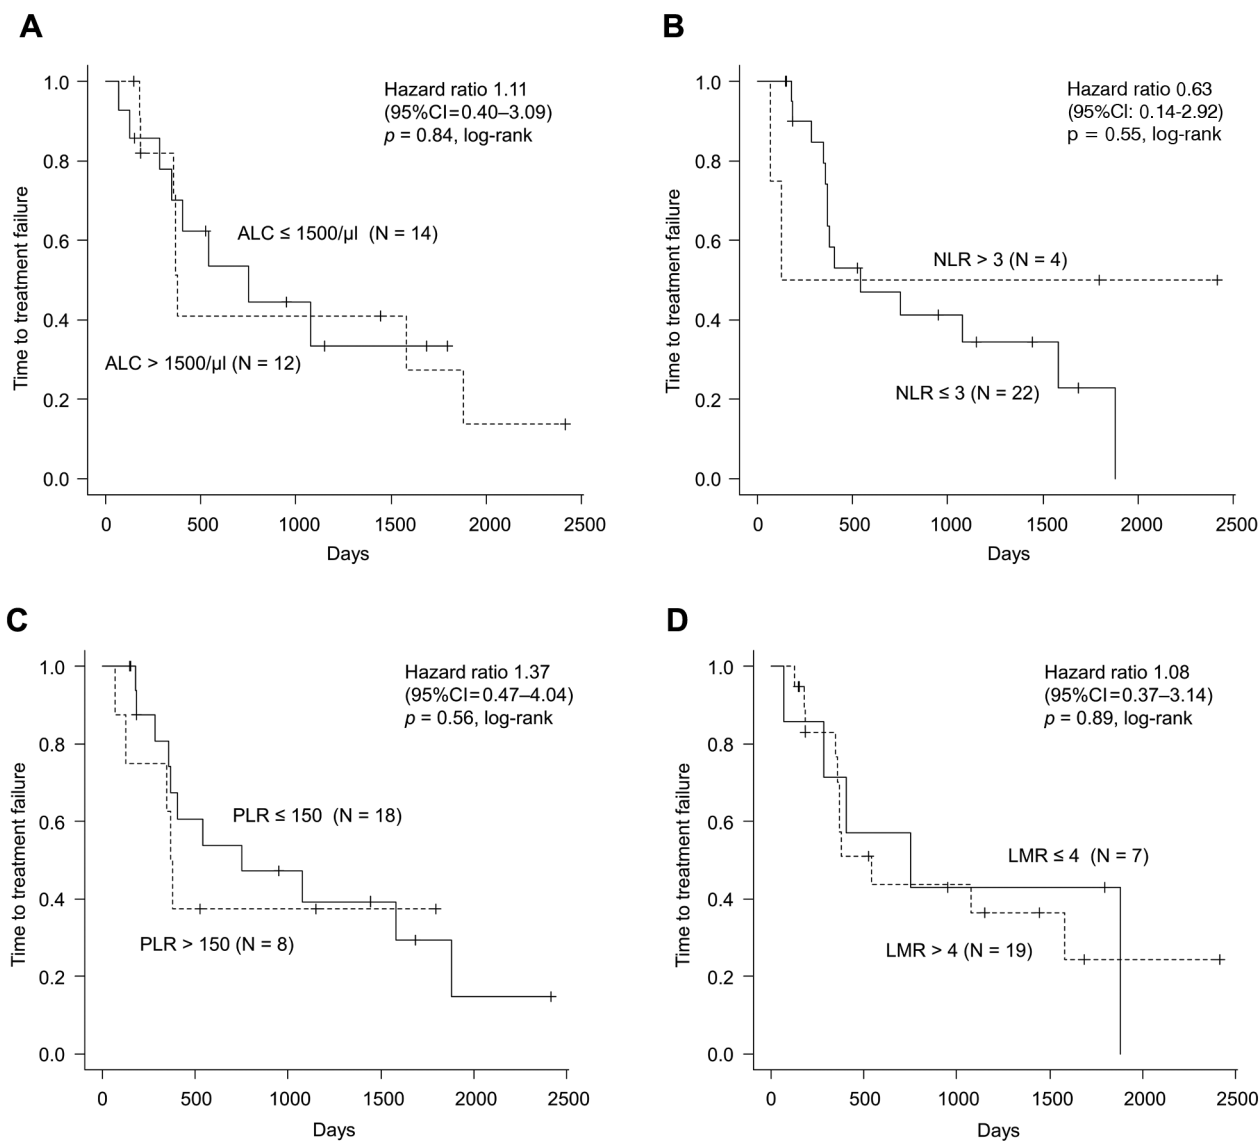 A
Hazard ratio 1.11
(95%CI=0.40–3.09)
p = 0.84, log-rank
ALC ≤ 1500/µl (N = 14)
ALC > 1500/µl (N = 12)
Time to treatment failure
1.0
0.8
0.6
0.4
0.2
0.0
0 500 1000 1500 2000 2500
Days
B
Hazard ratio 0.63
(95%CI: 0.14-2.92)
p = 0.55, log-rank
NLR > 3 (N = 4)
NLR ≤ 3 (N = 22)
Time to treatment failure
1.0
0.8
0.6
0.4
0.2
0.0
0 500 1000 1500 2000 2500
Days
C
Hazard ratio 1.37
(95%CI=0.47–4.04)
p = 0.56, log-rank
PLR ≤ 150 (N = 18)
PLR > 150 (N = 8)
Time to treatment failure
1.0
0.8
0.6
0.4
0.2
0.0
0 500 1000 1500 2000 2500
Days
D
Hazard ratio 1.08
(95%CI=0.37–3.14)
p = 0.89, log-rank
LMR ≤ 4 (N = 7)
LMR > 4 (N = 19)
Time to treatment failure
1.0
0.8
0.6
0.4
0.2
0.0
0 500 1000 1500 2000 2500
Days